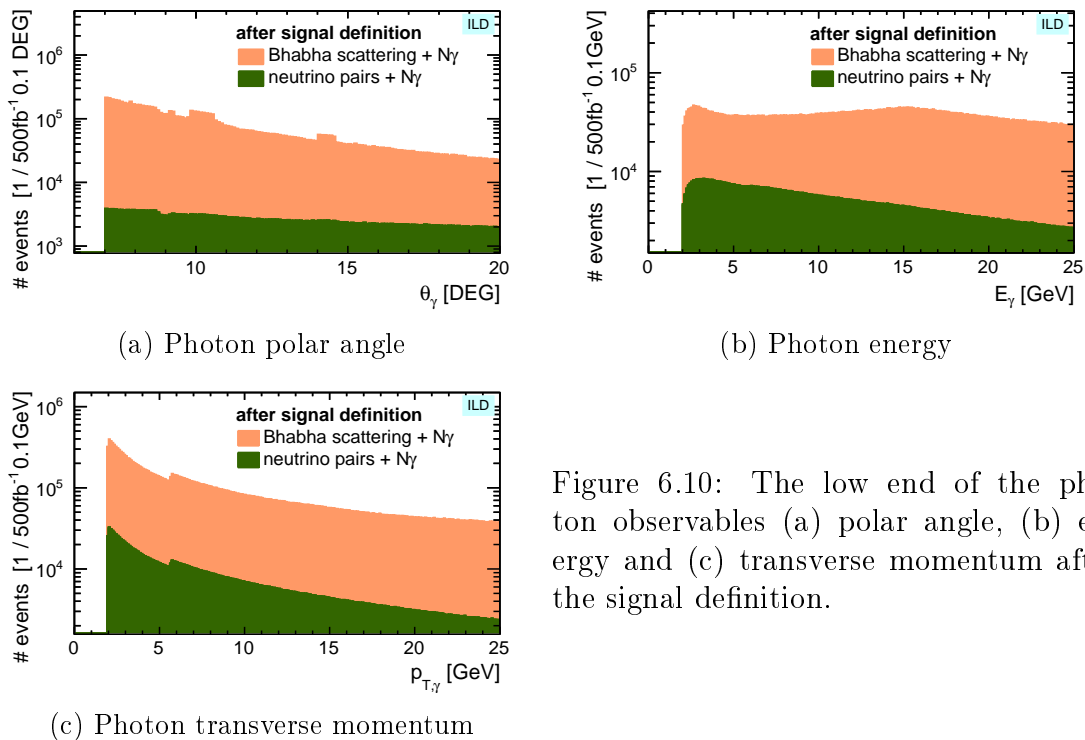 ILD
after signal definition
Bhabha scattering + Nγ
neutrino pairs + Nγ
# events [1 / 500fb⁻¹ 0.1 DEG]
10⁶
10⁵
10⁴
10³
10 15 20
θγ [DEG]
(a) Photon polar angle
ILD
after signal definition
Bhabha scattering + Nγ
neutrino pairs + Nγ
# events [1 / 500fb⁻¹ 0.1GeV]
10⁵
10⁴
0 5 10 15 20 25
Eγ [GeV]
(b) Photon energy
ILD
after signal definition
Bhabha scattering + Nγ
neutrino pairs + Nγ
# events [1 / 500fb⁻¹ 0.1GeV]
10⁶
10⁵
10⁴
0 5 10 15 20 25
pT,γ [GeV]
(c) Photon transverse momentum
Figure 6.10: The low end of the ph
ton observables (a) polar angle, (b) e
ergy and (c) transverse momentum aft
the signal definition.